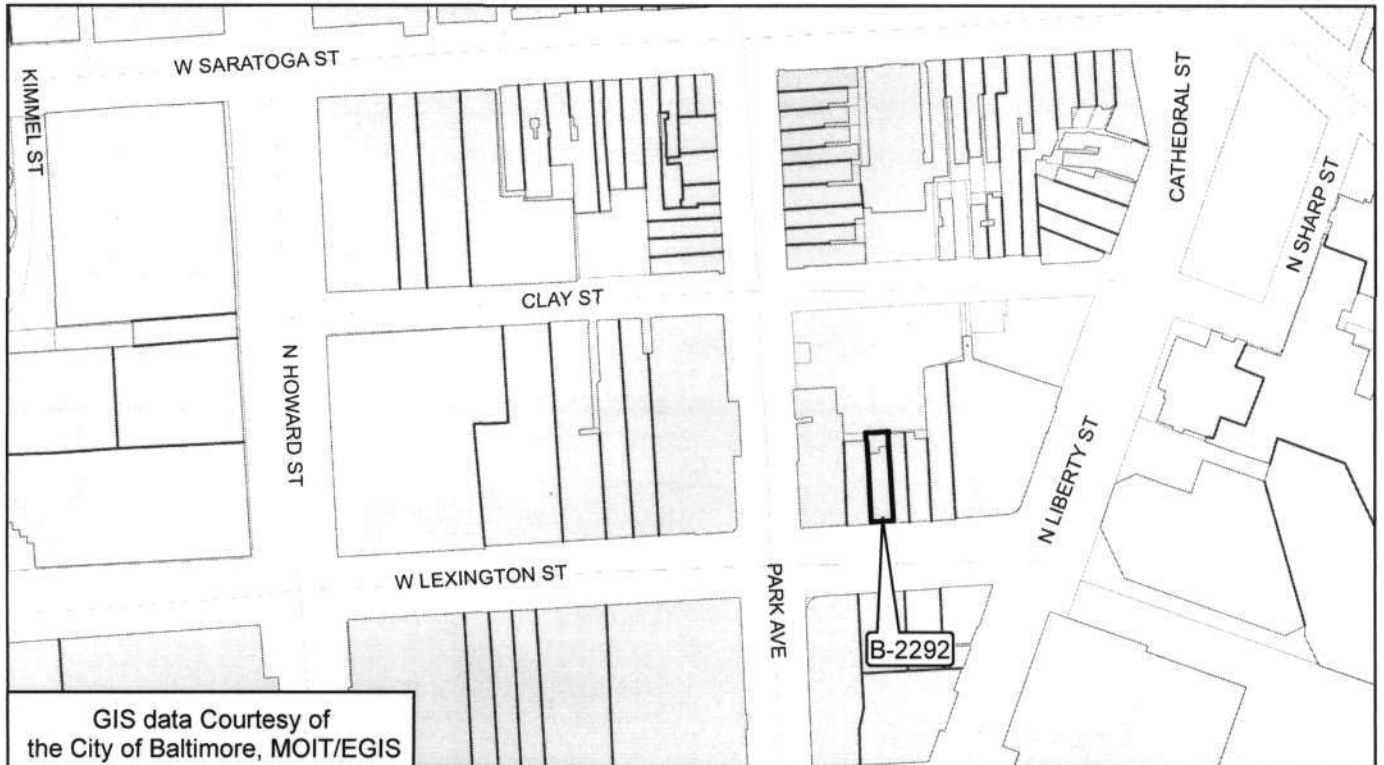 W SARATOGA ST
KIMMEL ST
CATHEDRAL ST
N SHARP ST
CLAY ST
N HOWARD ST
N LIBERTY ST
W LEXINGTON ST
PARK AVE
B-2292
GIS data Courtesy of
the City of Baltimore, MOIT/EGIS